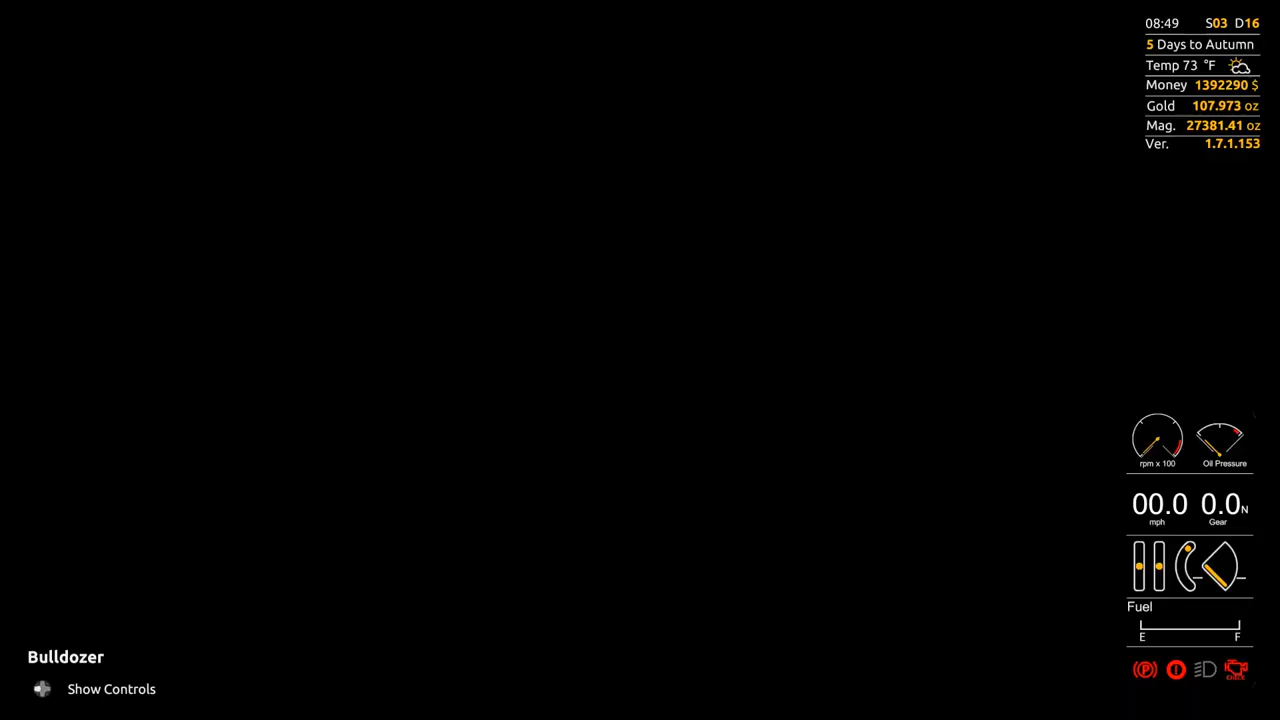 08:49 S03 D16
5 Days to Autumn
Temp 73 °F
Money 1392290 $
Gold 107.973 oz
Mag. 27381.41 oz
Ver. 1.7.1.153
rpm x 100 Oil Pressure
00.0 0.0N
mph Gear
Fuel
E F
Bulldozer
Show Controls